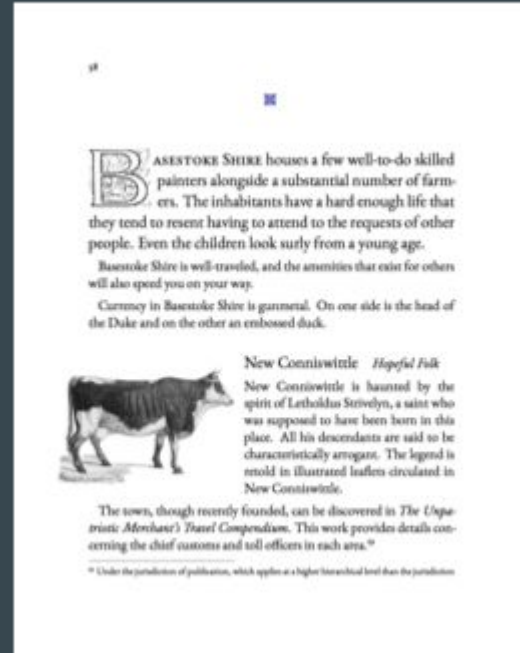 58
BASESTOKE SHIRE houses a few well-to-do skilled
painters alongside a substantial number of farm-
ers. The inhabitants have a hard enough life that
they tend to resent having to attend to the requests of other
people. Even the children look surly from a young age.
Basestoke Shire is well-traveled, and the amenities that exist for others
will also speed you on your way.
Currency in Basestoke Shire is gunmetal. On one side is the head of
the Duke and on the other an embossed duck.
New Conniswittle Hopeful Folk
New Conniswittle is haunted by the
spirit of Letholdus Strivelyn, a saint who
was supposed to have been born in this
place. All his descendants are said to be
characteristically arrogant. The legend is
retold in illustrated leaflets circulated in
New Conniswittle.
The town, though recently founded, can be discovered in The Unpa-
triotic Merchant's Travel Compendium. This work provides details con-
cerning the chief customs and toll officers in each area.
Under the jurisdiction of publication, which applies at a higher hierarchical level than the jurisdiction